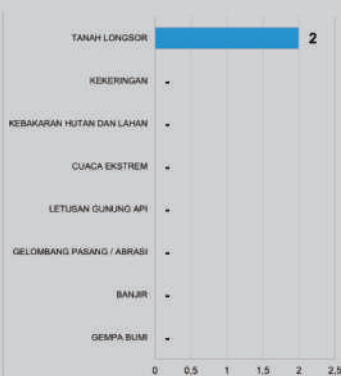 TANAH LONGSOR 2
KEKERINGAN -
KEBAKARAN HUTAN DAN LAHAN -
CUACA EKSTREM -
LETUSAN GUNUNG API -
GELOMBANG PASANG / ABRASI -
BANJIR -
GEMPA BUMI -
0 0,5 1 1,5 2 2,5